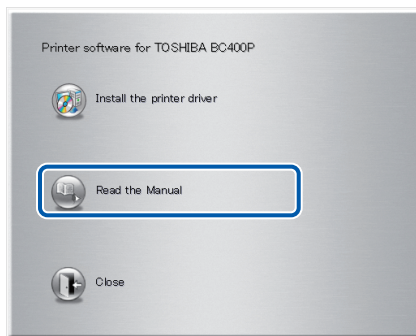 Printer software for TOSHIBA BC400P
Install the printer driver
Read the Manual
Close